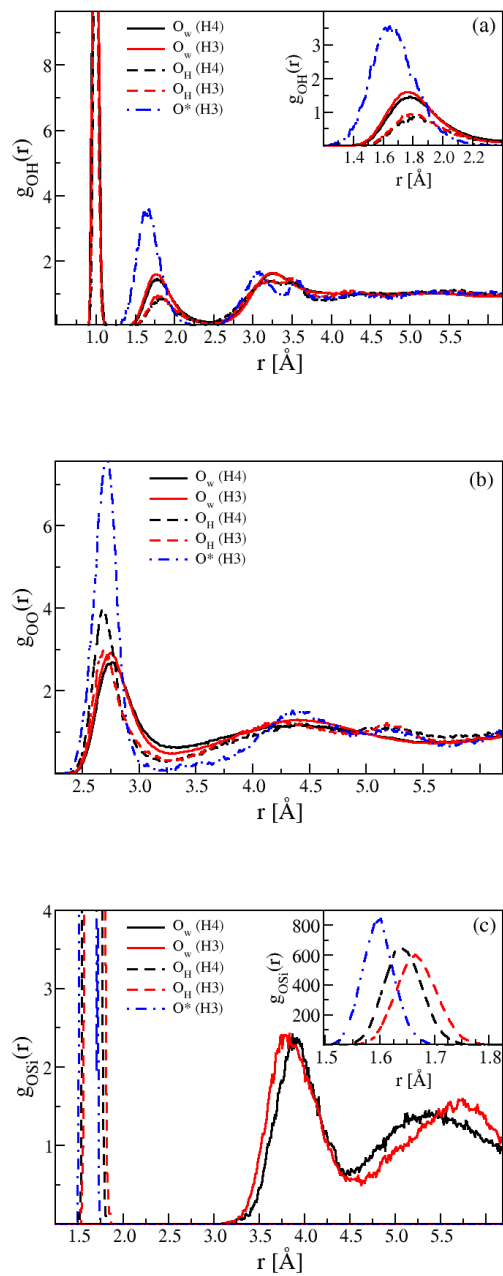 (a)
O_w (H4)
O_w (H3)
O_H (H4)
O_H (H3)
O* (H3)
g_OH(r)
8
6
4
2
1.0 1.5 2.0 2.5 3.0 3.5 4.0 4.5 5.0 5.5
r [Å]
g_OH(r)
3
2
1
1.4 1.6 1.8 2.0 2.2
r [Å]
(b)
O_w (H4)
O_w (H3)
O_H (H4)
O_H (H3)
O* (H3)
g_OO(r)
6
4
2
2.5 3.0 3.5 4.0 4.5 5.0 5.5
r [Å]
(c)
O_w (H4)
O_w (H3)
O_H (H4)
O_H (H3)
O* (H3)
g_OSi(r)
4
3
2
1
1.5 2.0 2.5 3.0 3.5 4.0 4.5 5.0 5.5
r [Å]
g_OSi(r)
800
600
400
200
1.5 1.6 1.7 1.8
r [Å]